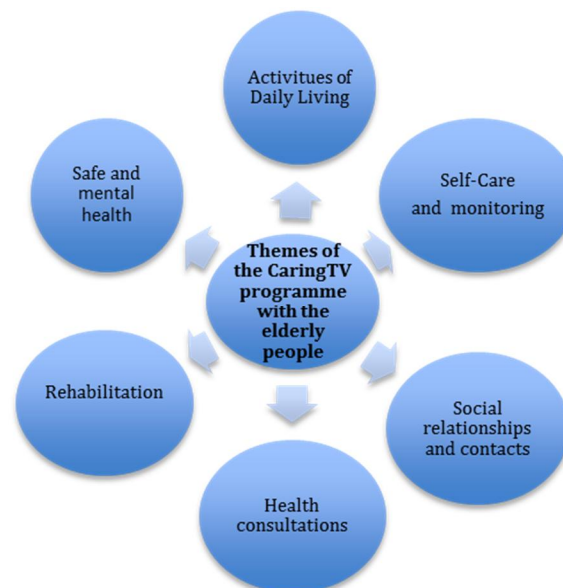 Activitues of
Daily Living
Self-Care
and monitoring
Social
relationships
and contacts
Health
consultations
Rehabilitation
Safe and
mental
health
Themes of
the CaringTV
programme
with the
elderly
people